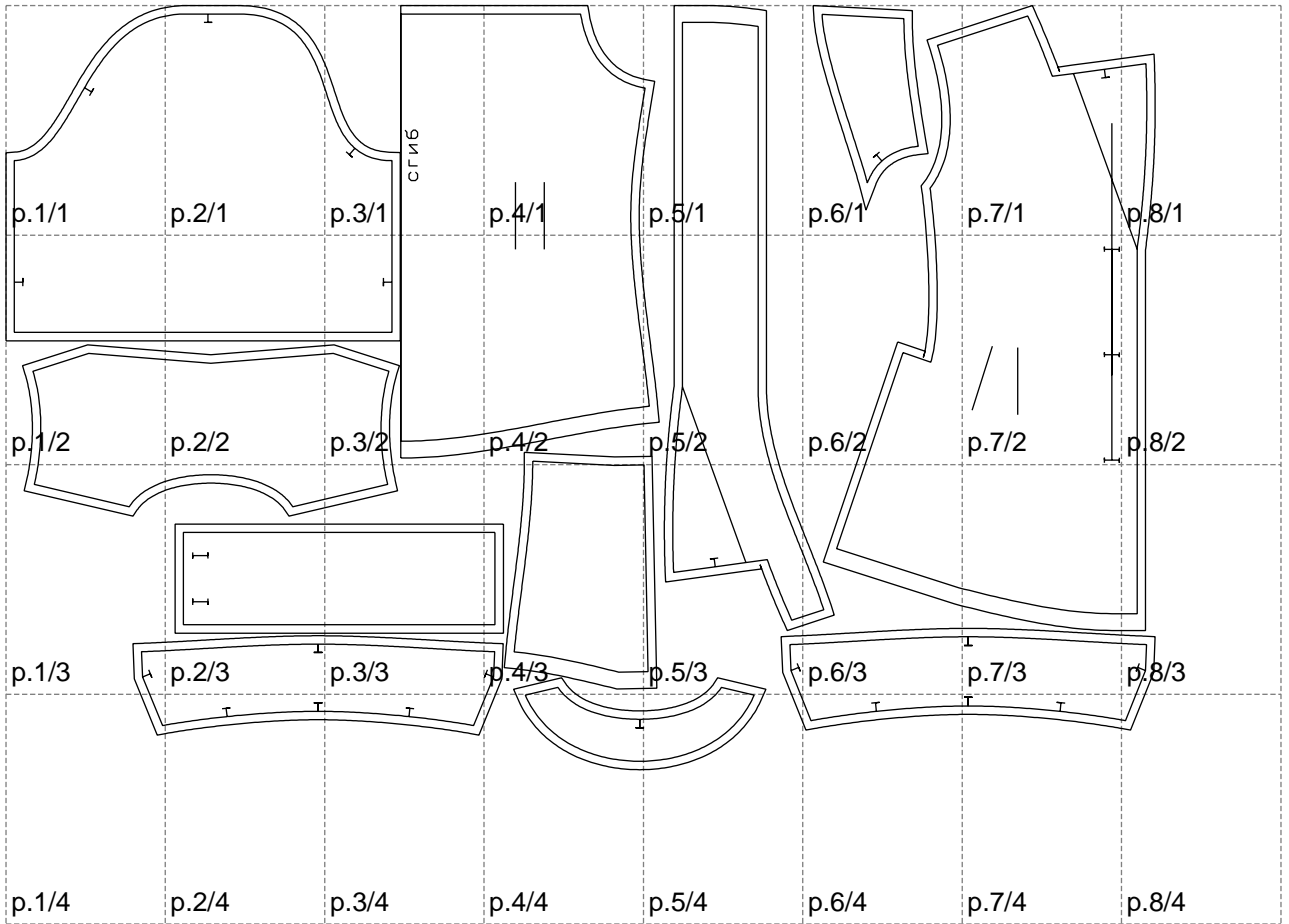 СГИБ
p.1/1 p.2/1 p.3/1 p.4/1 p.5/1 p.6/1 p.7/1 p.8/1
p.1/2 p.2/2 p.3/2 p.4/2 p.5/2 p.6/2 p.7/2 p.8/2
p.1/3 p.2/3 p.3/3 p.4/3 p.5/3 p.6/3 p.7/3 p.8/3
p.1/4 p.2/4 p.3/4 p.4/4 p.5/4 p.6/4 p.7/4 p.8/4